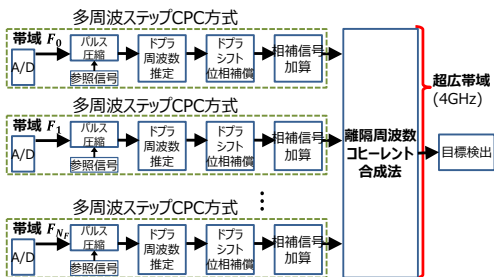 多周波ステップCPC方式
帯域 F0
A/D
パルス
圧縮
参照信号
ドプラ
周波数
推定
ドプラ
シフト
位相補償
相補信号
加算
多周波ステップCPC方式
帯域 F1
A/D
パルス
圧縮
参照信号
ドプラ
周波数
推定
ドプラ
シフト
位相補償
相補信号
加算
⋮
多周波ステップCPC方式
帯域 FNF
A/D
パルス
圧縮
参照信号
ドプラ
周波数
推定
ドプラ
シフト
位相補償
相補信号
加算
離隔周波数
コヒーレント
合成法
超広帯域
(4GHz)
目標検出